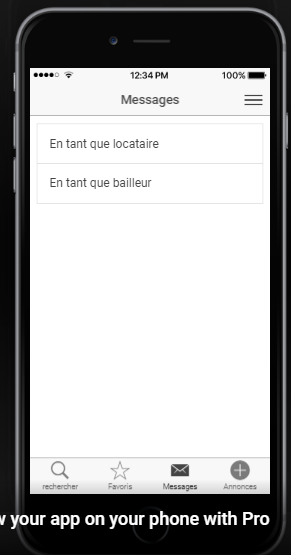 12:34 PM 100%
Messages
En tant que locataire
En tant que bailleur
rechercher Favoris Messages Annonces
your app on your phone with Pro